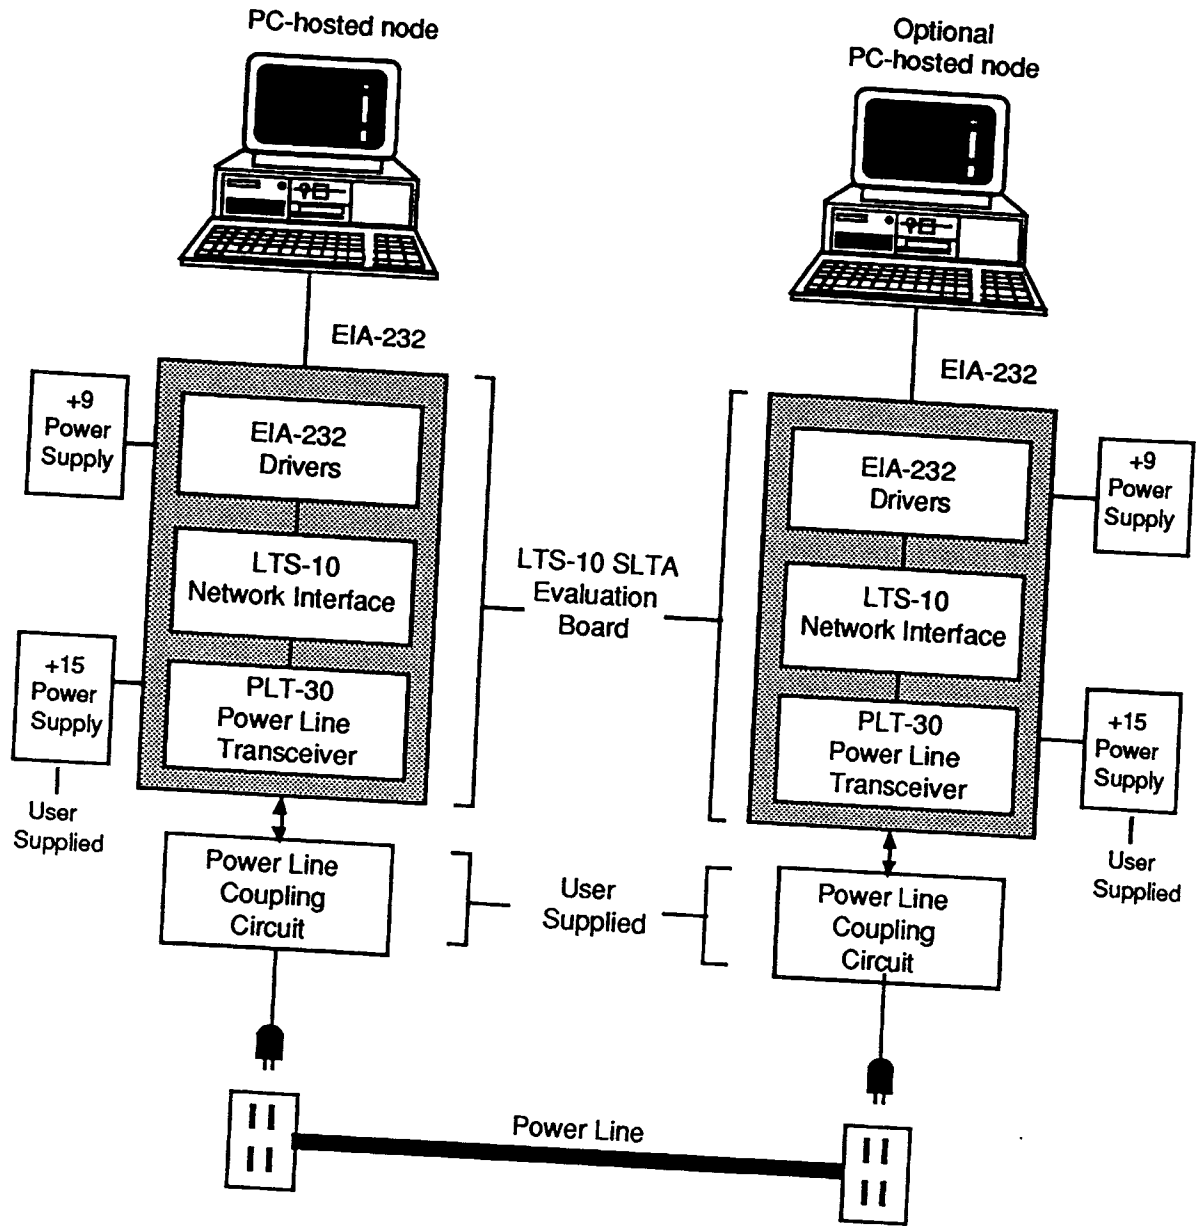 PC-hosted node
Optional
PC-hosted node
EIA-232
EIA-232
+9
Power
Supply
EIA-232
Drivers
LTS-10
Network Interface
+15
Power
Supply
PLT-30
Power Line
Transceiver
User
Supplied
LTS-10 SLTA
Evaluation
Board
EIA-232
Drivers
+9
Power
Supply
LTS-10
Network Interface
PLT-30
Power Line
Transceiver
+15
Power
Supply
User
Supplied
Power Line
Coupling
Circuit
User
Supplied
Power Line
Coupling
Circuit
Power Line